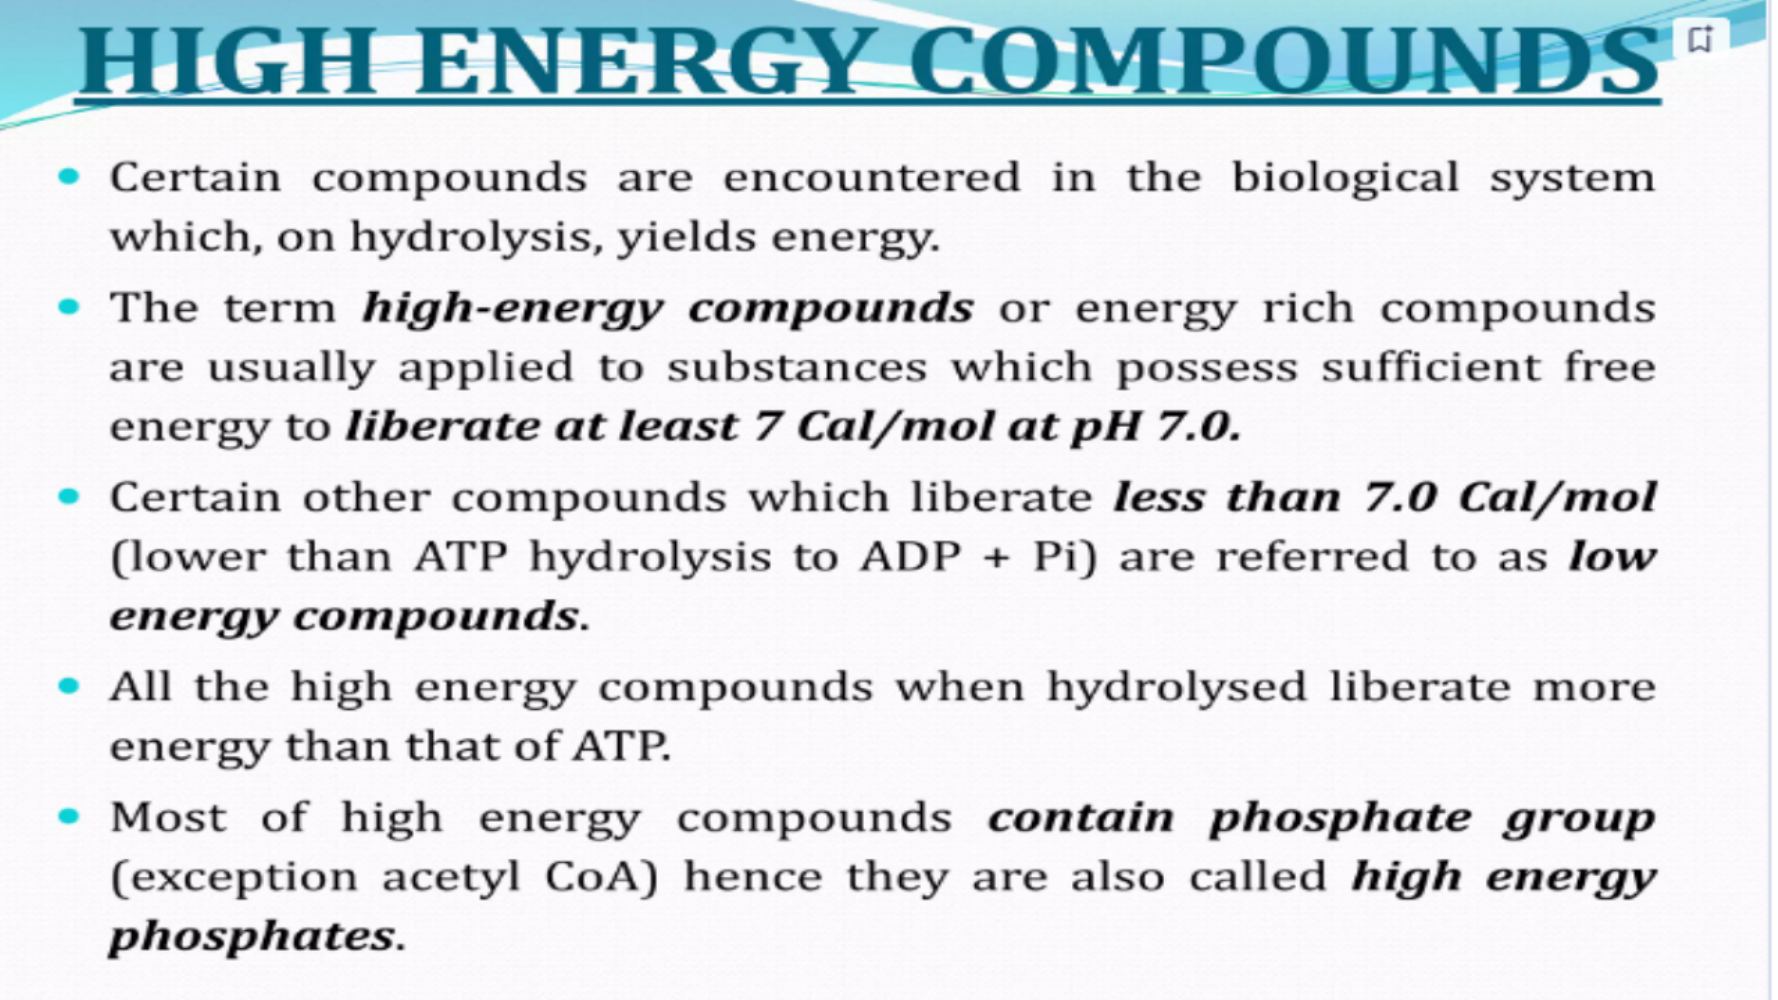 HIGH ENERGY COMPOUNDS
Certain compounds are encountered in the biological system
which, on hydrolysis, yields energy.
The term high-energy compounds or energy rich compounds
are usually applied to substances which possess sufficient free
energy to liberate at least 7 Cal/mol at pH 7.0.
Certain other compounds which liberate less than 7.0 Cal/mol
(lower than ATP hydrolysis to ADP + Pi) are referred to as low
energy compounds.
All the high energy compounds when hydrolysed liberate more
energy than that of ATP.
Most of high energy compounds contain phosphate group
(exception acetyl CoA) hence they are also called high energy
phosphates.